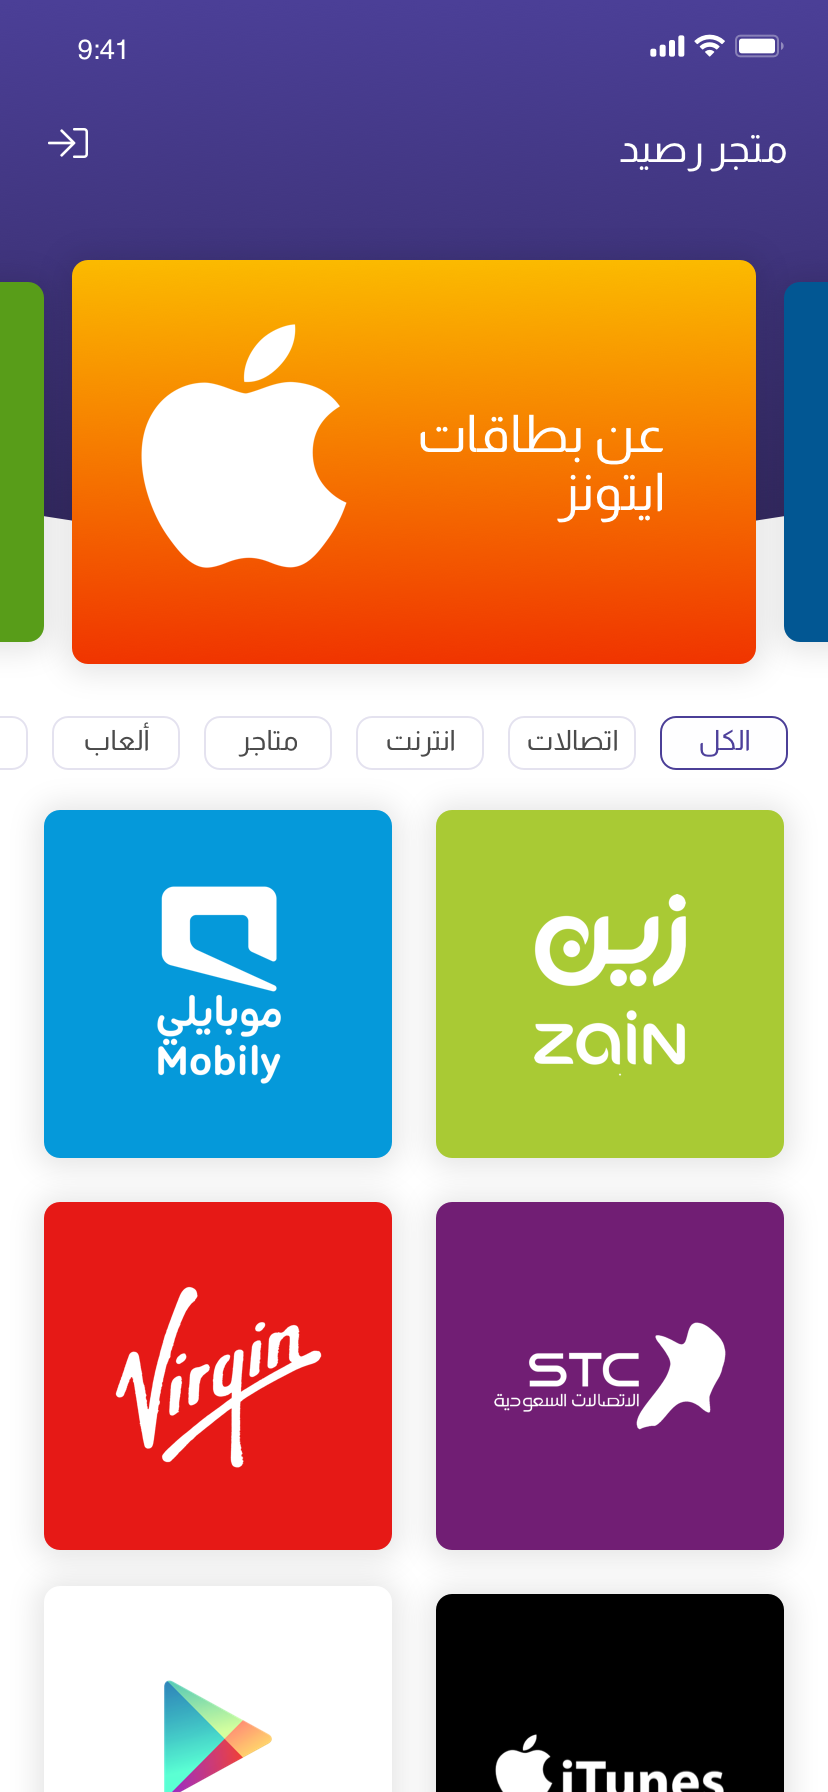 9:41
متجر رصيد
عن بطاقات
ايتونز
الكل
اتصالات
انترنت
متاجر
ألعاب
زين
zain
موبايلي
Mobily
STC
الاتصالات السعودية
Virgin
iTunes